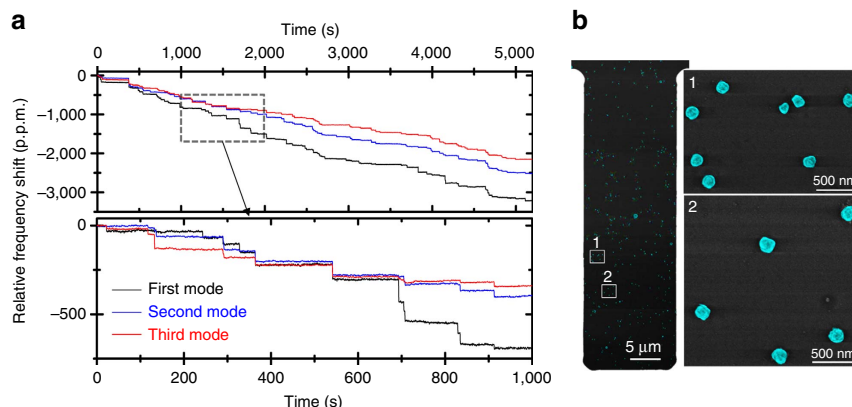 a
Time (s)
0 1,000 2,000 3,000 4,000 5,000
0
–1,000
–2,000
–3,000
Relative frequency shift (p.p.m.)
0
–250
–500
–750
First mode
Second mode
Third mode
0 200 400 600 800 1,000
Time (s)
b
1
2
5 μm
1
500 nm
2
500 nm